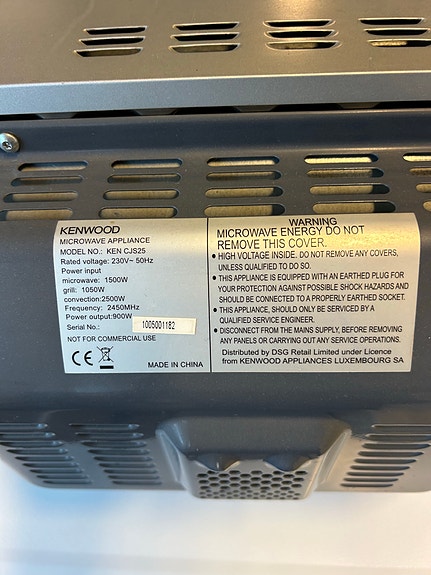 KENWOOD
MICROWAVE APPLIANCE
MODEL NO.: KEN CJS25
Rated voltage: 230V~ 50Hz
Power input
microwave: 1500W
grill: 1050W
convection:2500W
Frequency: 2450MHz
Power output:900W
Serial No.: 1005001182
NOT FOR COMMERCIAL USE
CE
MADE IN CHINA
WARNING
MICROWAVE ENERGY DO NOT
REMOVE THIS COVER.
• HIGH VOLTAGE INSIDE. DO NOT REMOVE ANY COVERS,
UNLESS QUALIFIED TO DO SO.
• THIS APPLIANCE IS EQUIPPED WITH AN EARTHED PLUG FOR
YOUR PROTECTION AGAINST POSSIBLE SHOCK HAZARDS AND
SHOULD BE CONNECTED TO A PROPERLY EARTHED SOCKET.
• THIS APPLIANCE, SHOULD ONLY BE SERVICED BY A
QUALIFIED SERVICE ENGINEER.
• DISCONNECT FROM THE MAINS SUPPLY, BEFORE REMOVING
ANY PANELS OR CARRYING OUT ANY SERVICE OPERATIONS.
Distributed by DSG Retail Limited under Licence
from KENWOOD APPLIANCES LUXEMBOURG SA